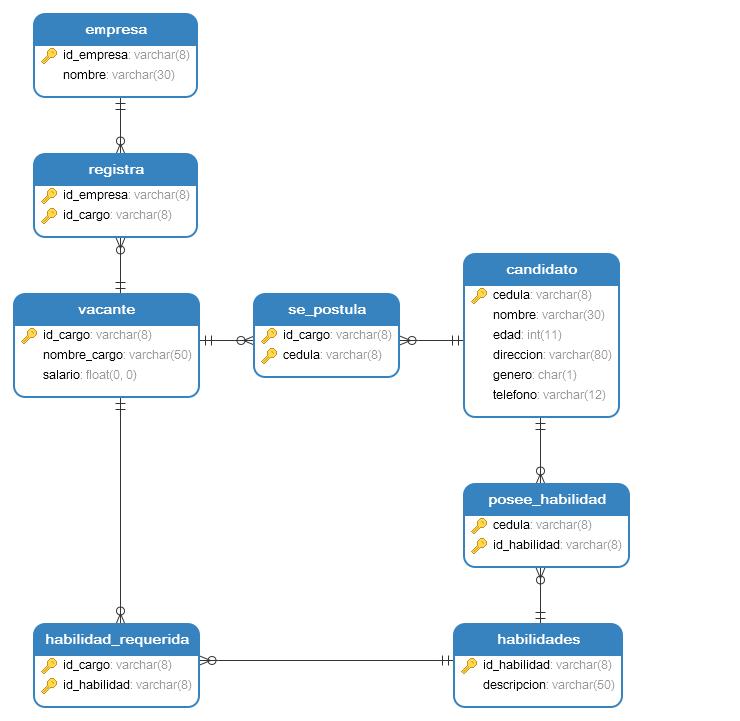 empresa
id_empresa: varchar(8)
nombre: varchar(30)
registra
id_empresa: varchar(8)
id_cargo: varchar(8)
vacante
id_cargo: varchar(8)
nombre_cargo: varchar(50)
salario: float(0, 0)
se_postula
id_cargo: varchar(8)
cedula: varchar(8)
candidato
cedula: varchar(8)
nombre: varchar(30)
edad: int(11)
direccion: varchar(80)
genero: char(1)
telefono: varchar(12)
posee_habilidad
cedula: varchar(8)
id_habilidad: varchar(8)
habilidad_requerida
id_cargo: varchar(8)
id_habilidad: varchar(8)
habilidades
id_habilidad: varchar(8)
descripcion: varchar(50)